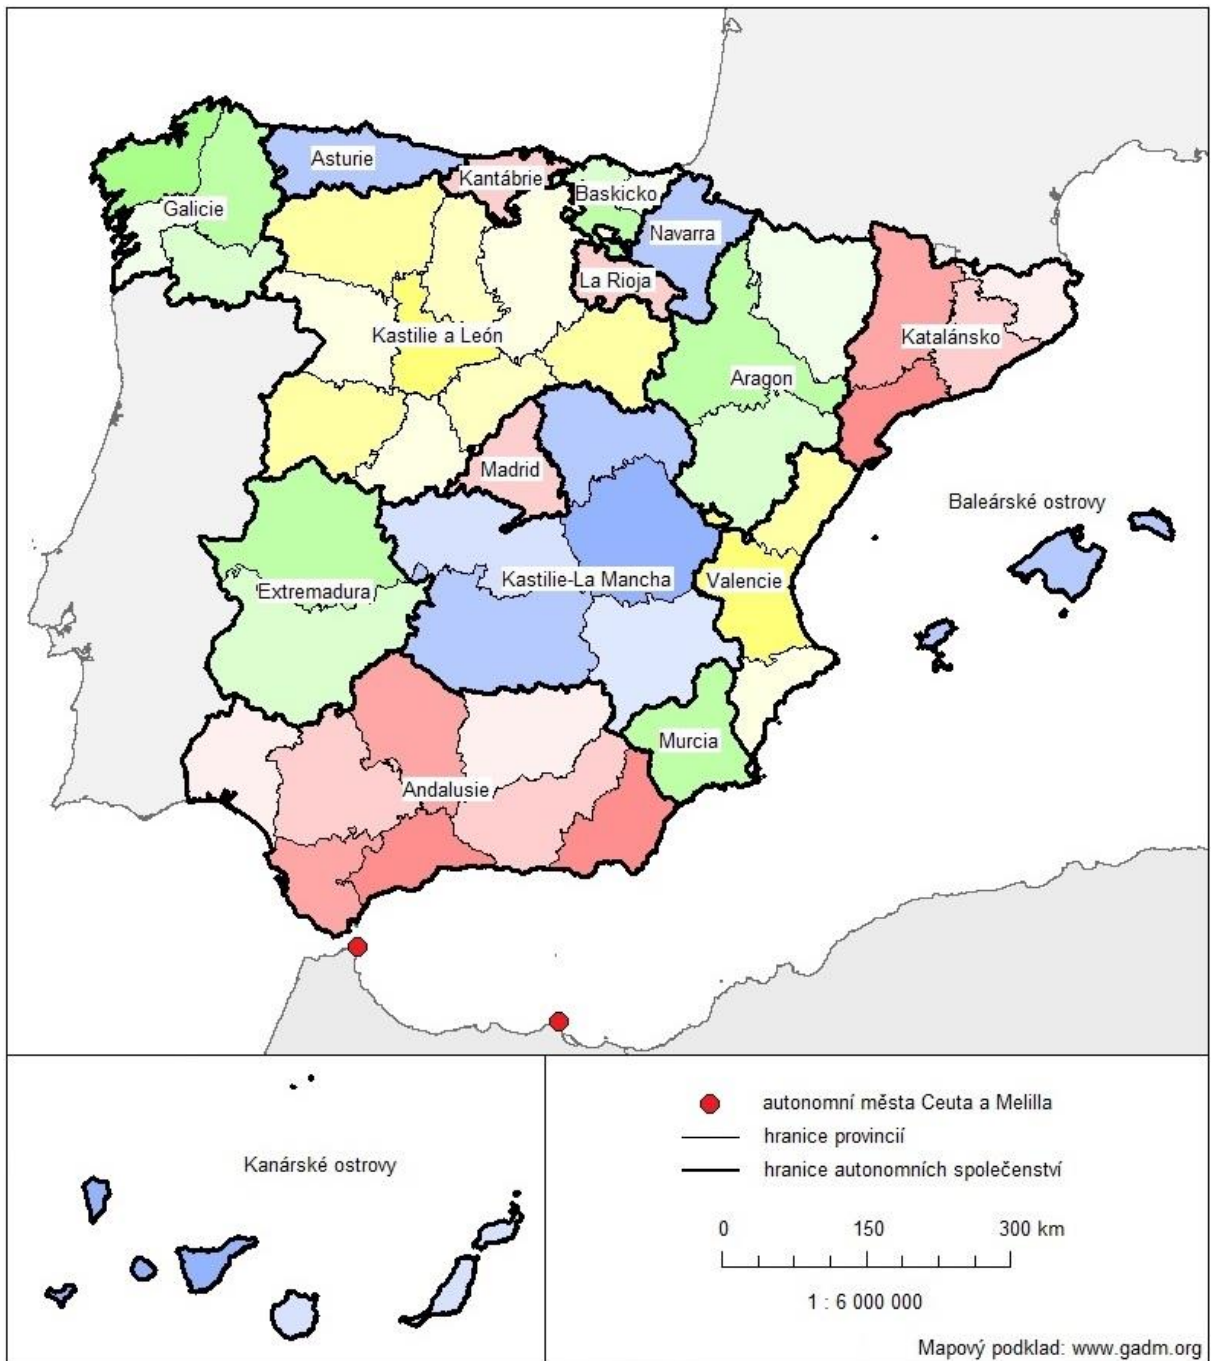 Asturie
Kantábrie
Baskicko
Galicie
Navarra
La Rioja
Kastilie a León
Katalánsko
Aragon
Madrid
Baleárské ostrovy
Kastilie-La Mancha
Valencie
Extremadura
Murcia
Andalusie
Kanárské ostrovy
autonomní města Ceuta a Melilla
hranice provincií
hranice autonomních společenství
0 150 300 km
1 : 6 000 000
Mapový podklad: www.gadm.org